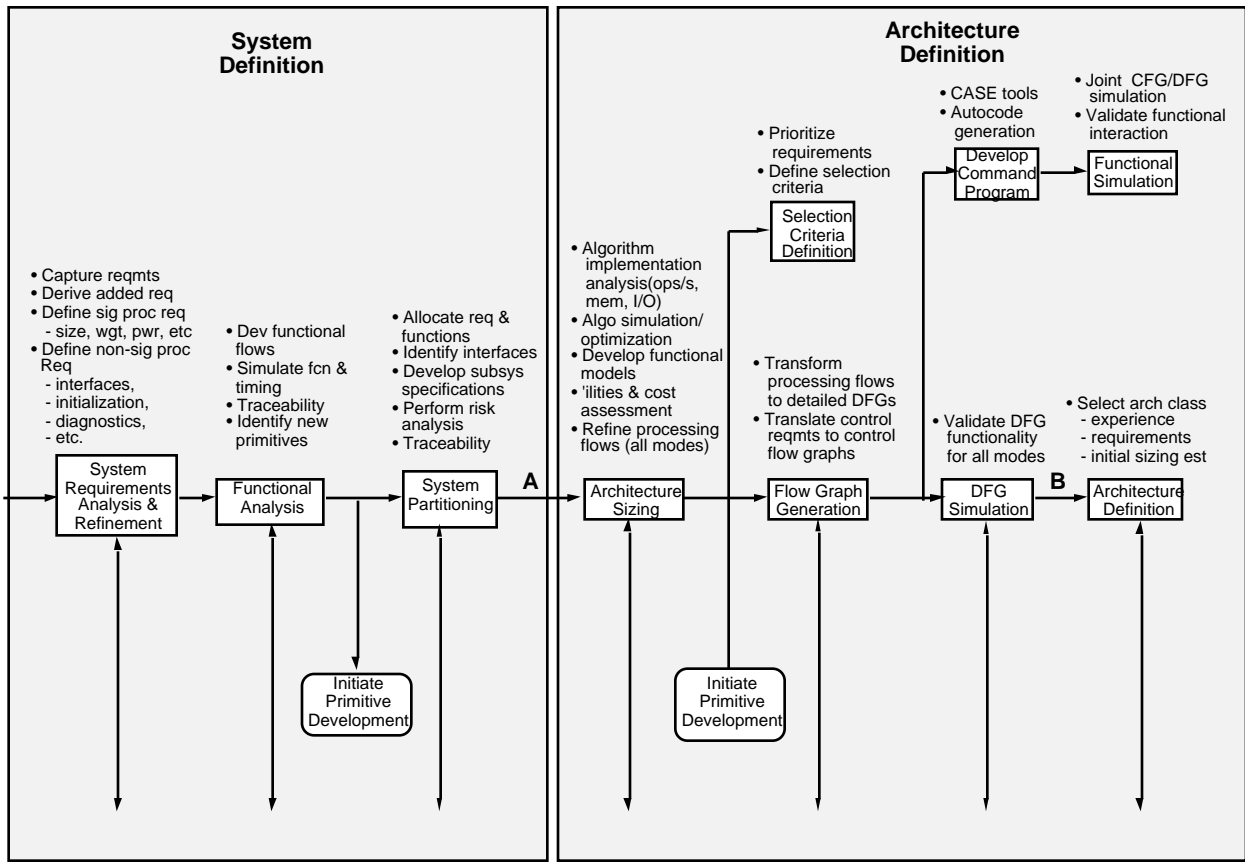 System
Definition
• Capture reqmts
• Derive added req
• Define sig proc req
- size, wgt, pwr, etc
• Define non-sig proc
Req
- interfaces,
- initialization,
- diagnostics,
- etc.
System
Requirements
Analysis &
Refinement
• Dev functional
flows
• Simulate fcn &
timing
• Traceability
• Identify new
primitives
Functional
Analysis
• Allocate req &
functions
• Identify interfaces
• Develop subsys
specifications
• Perform risk
analysis
• Traceability
System
Partitioning
A
Initiate
Primitive
Development
Architecture
Definition
• Algorithm
implementation
analysis(ops/s,
mem, I/O)
• Algo simulation/
optimization
• Develop functional
models
• 'ilities & cost
assessment
• Refine processing
flows (all modes)
Architecture
Sizing
• Prioritize
requirements
• Define selection
criteria
Selection
Criteria
Definition
• Transform
processing flows
to detailed DFGs
• Translate control
reqmts to control
flow graphs
Flow Graph
Generation
Initiate
Primitive
Development
• CASE tools
• Autocode
generation
Develop
Command
Program
• Joint CFG/DFG
simulation
• Validate functional
interaction
Functional
Simulation
• Validate DFG
functionality
for all modes
DFG
Simulation
B
• Select arch class
- experience
- requirements
- initial sizing est
Architecture
Definition